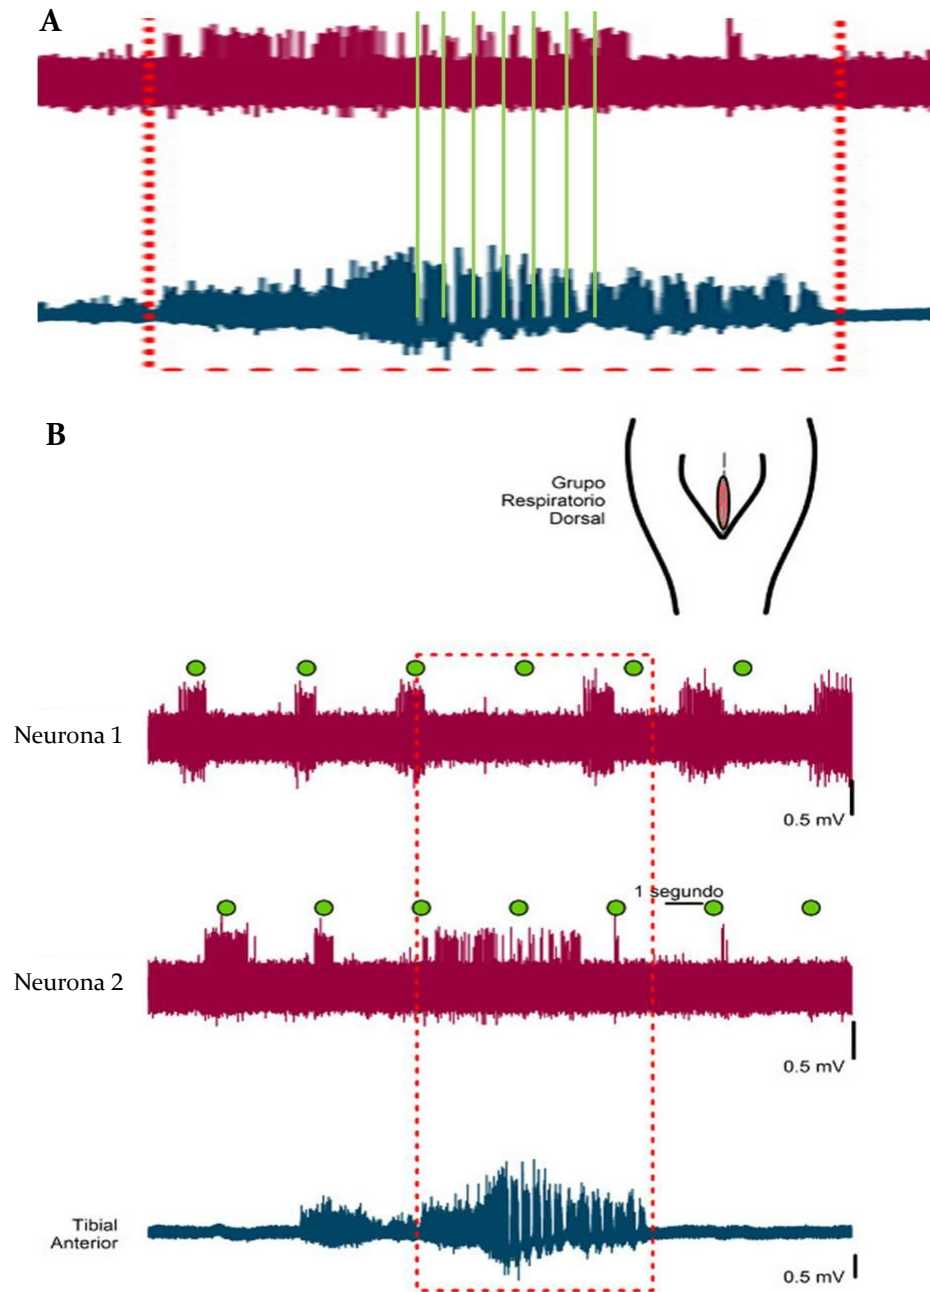 A
B
Grupo
Respiratorio
Dorsal
Neurona 1
0.5 mV
1 segundo
Neurona 2
0.5 mV
Tibial
Anterior
0.5 mV